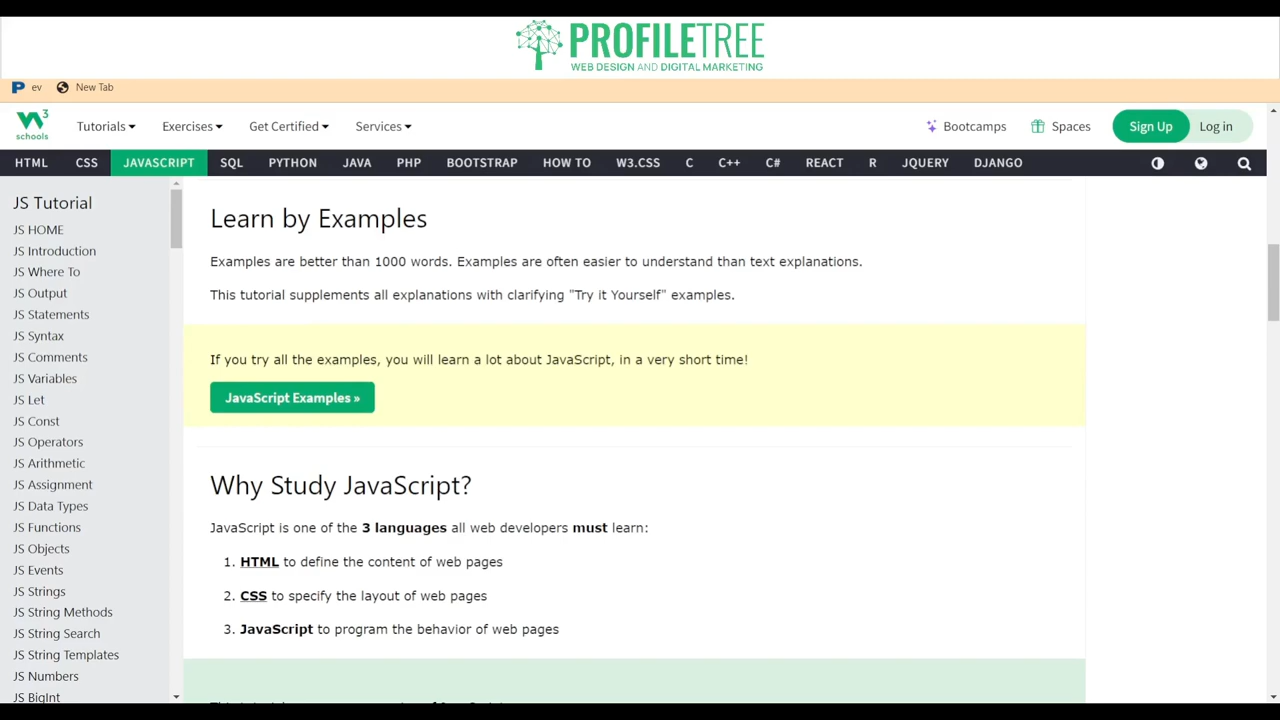 PROFILETREE
WEB DESIGN AND DIGITAL MARKETING
ev New Tab
W3 schools Tutorials Exercises Get Certified Services Bootcamps Spaces Sign Up Log in
HTML CSS JAVASCRIPT SQL PYTHON JAVA PHP BOOTSTRAP HOW TO W3.CSS C C++ C# REACT R JQUERY DJANGO
JS Tutorial
JS HOME
JS Introduction
JS Where To
JS Output
JS Statements
JS Syntax
JS Comments
JS Variables
JS Let
JS Const
JS Operators
JS Arithmetic
JS Assignment
JS Data Types
JS Functions
JS Objects
JS Events
JS Strings
JS String Methods
JS String Search
JS String Templates
JS Numbers
JS BigInt
Learn by Examples
Examples are better than 1000 words. Examples are often easier to understand than text explanations.
This tutorial supplements all explanations with clarifying "Try it Yourself" examples.
If you try all the examples, you will learn a lot about JavaScript, in a very short time!
JavaScript Examples »
Why Study JavaScript?
JavaScript is one of the 3 languages all web developers must learn:
1. HTML to define the content of web pages
2. CSS to specify the layout of web pages
3. JavaScript to program the behavior of web pages